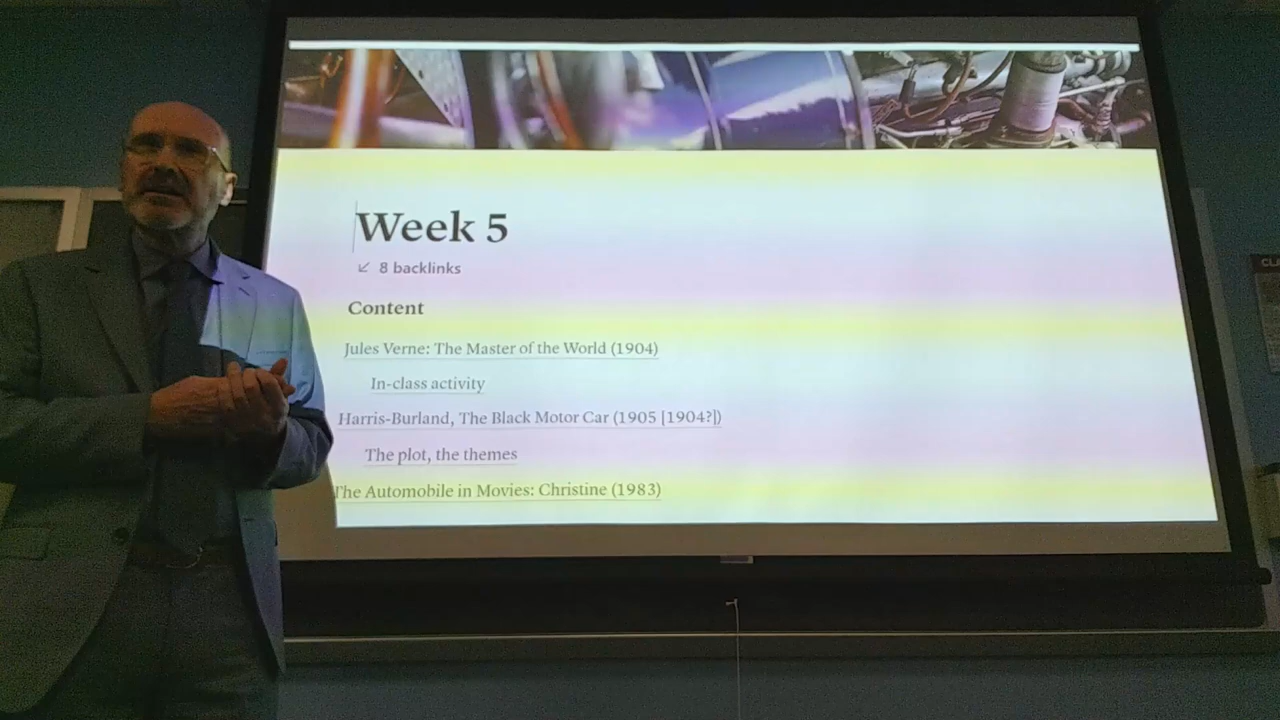 Week 5
8 backlinks
Content
Jules Verne: The Master of the World (1904)
In-class activity
Harris-Burland, The Black Motor Car (1905 [1904?])
The plot, the themes
The Automobile in Movies: Christine (1983)